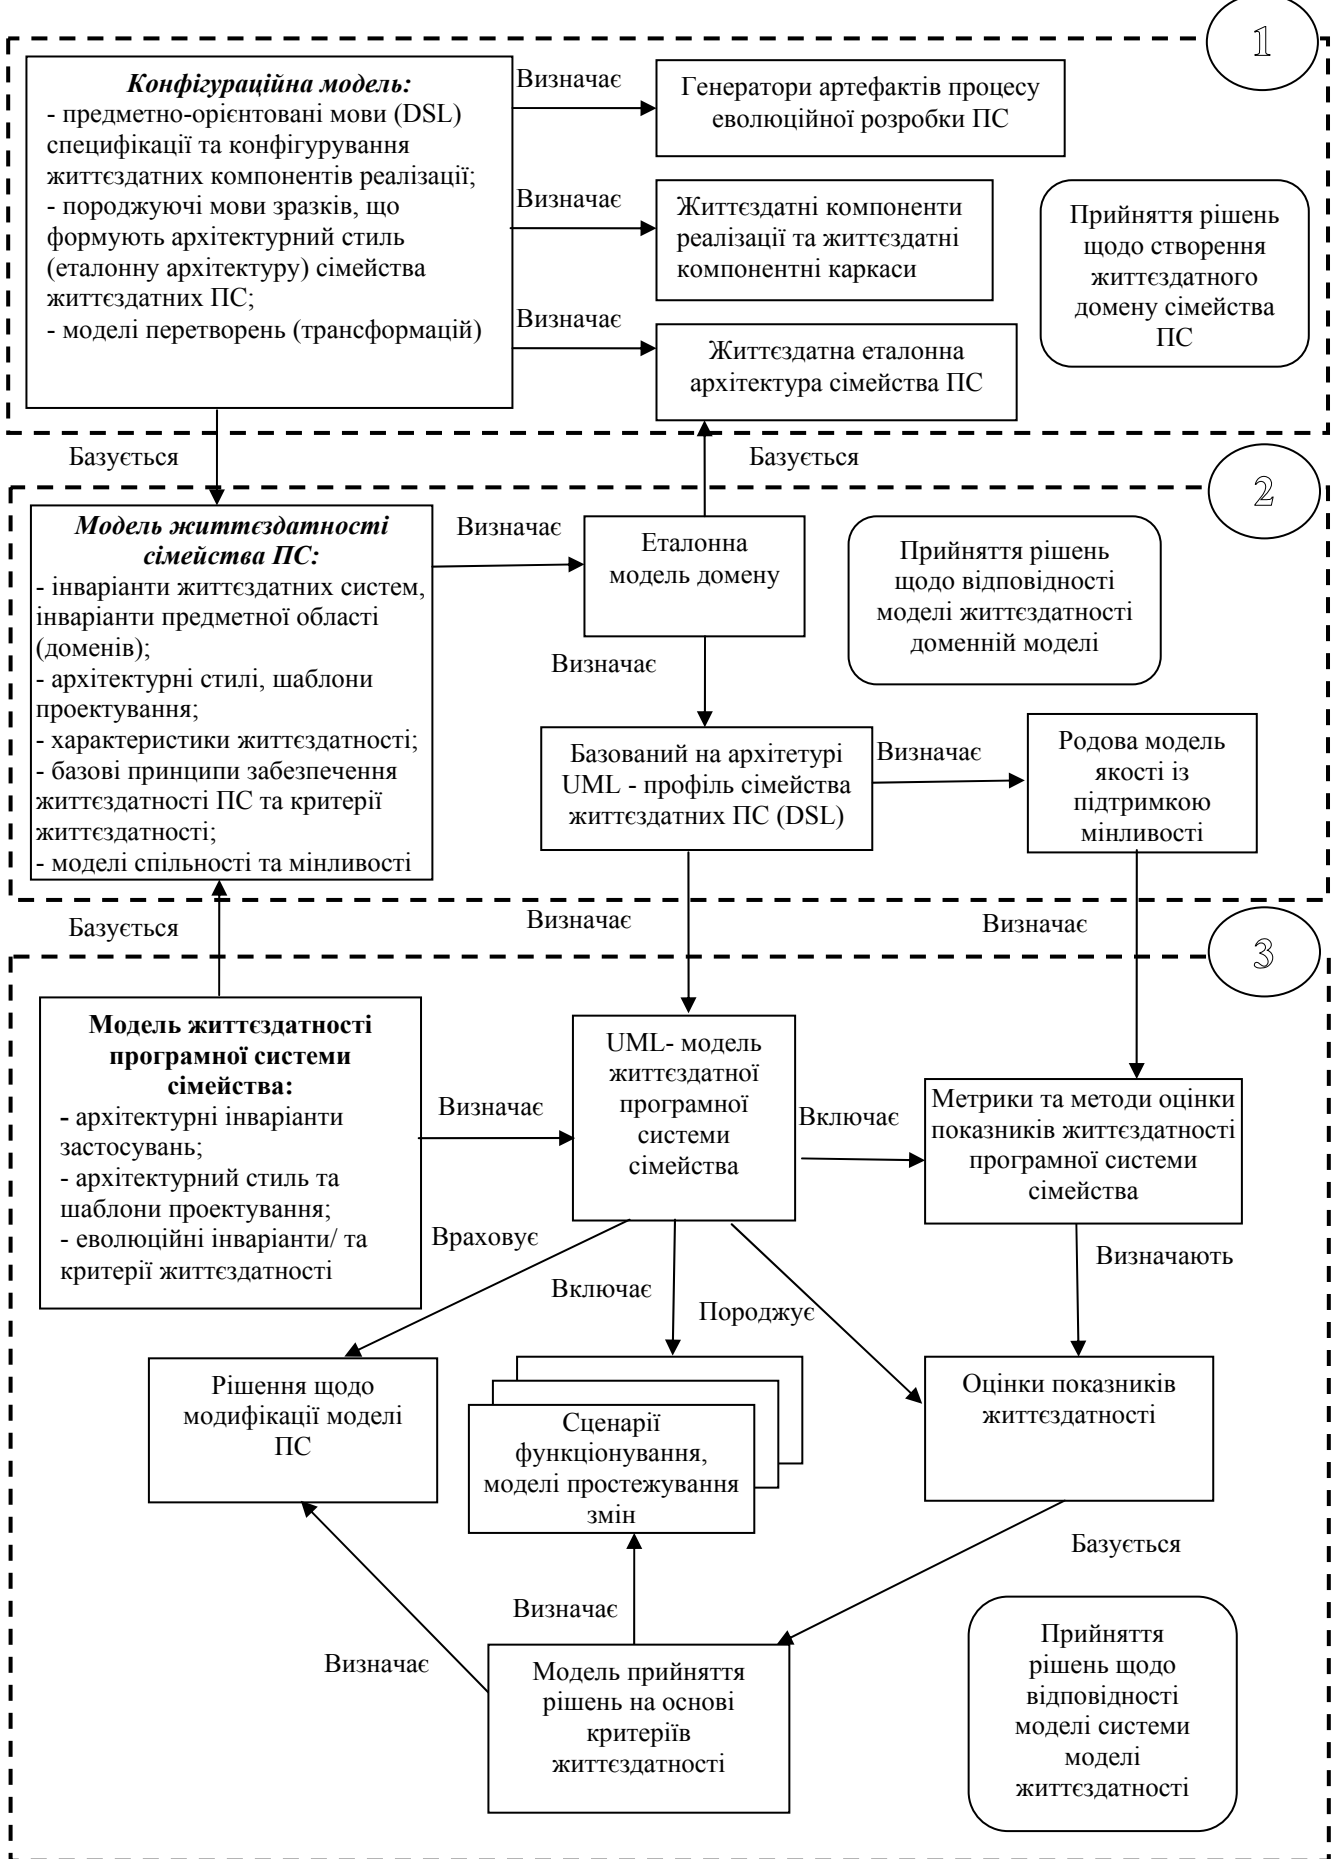 1
Конфігураційна модель:
- предметно-орієнтовані мови (DSL)
специфікації та конфігурування
життєздатних компонентів реалізації;
- породжуючі мови зразків, що
формують архітектурний стиль
(еталонну архітектуру) сімейства
життєздатних ПС;
- моделі перетворень (трансформацій)
Визначає
Генератори артефактів процесу
еволюційної розробки ПС
Визначає
Життєздатні компоненти
реалізації та життєздатні
компонентні каркаси
Визначає
Життєздатна еталонна
архітектура сімейства ПС
Прийняття рішень
щодо створення
життєздатного
домену сімейства
ПС
Базується
Базується
2
Модель життєздатності
сімейства ПС:
- інваріанти життєздатних систем,
інваріанти предметної області
(доменів);
- архітектурні стилі, шаблони
проектування;
- характеристики життєздатності;
- базові принципи забезпечення
життєздатності ПС та критерії
життєздатності;
- моделі спільності та мінливості
Визначає
Еталонна
модель домену
Прийняття рішень
щодо відповідності
моделі життєздатності
доменній моделі
Визначає
Базований на архітетурі
UML - профіль сімейства
життєздатних ПС (DSL)
Визначає
Родова модель
якості із
підтримкою
мінливості
Базується
Визначає
Визначає
3
Модель життєздатності
програмної системи
сімейства:
- архітектурні інваріанти
застосувань;
- архітектурний стиль та
шаблони проектування;
- еволюційні інваріанти/ та
критерії життєздатності
Визначає
UML- модель
життєздатної
програмної
системи
сімейства
Включає
Метрики та методи оцінки
показників життєздатності
програмної системи
сімейства
Враховує
Включає
Породжує
Визначають
Рішення щодо
модифікації моделі
ПС
Сценарії
функціонування,
моделі простежування
змін
Оцінки показників
життєздатності
Базується
Визначає
Визначає
Модель прийняття
рішень на основі
критеріїв
життєздатності
Прийняття
рішень щодо
відповідності
моделі системи
моделі
життєздатності